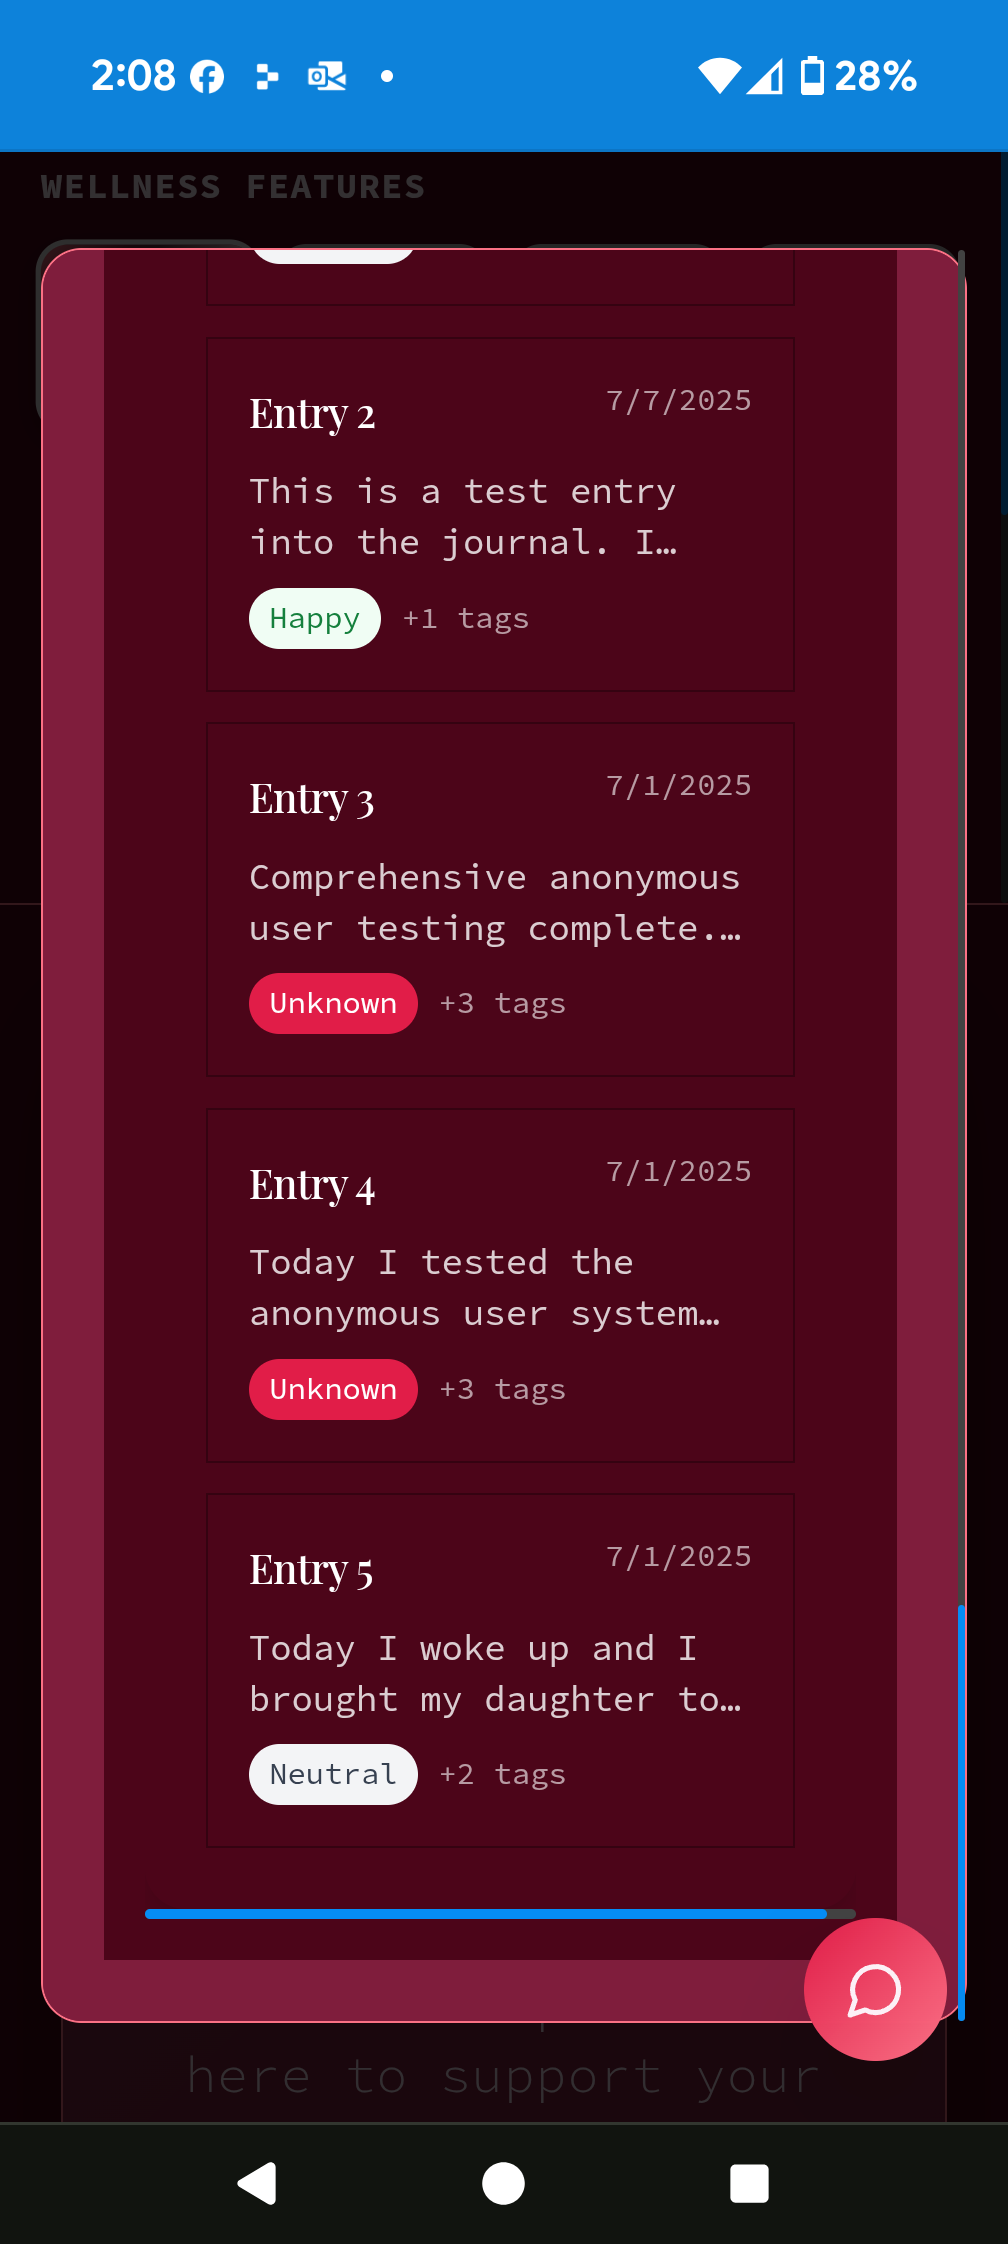 2:08
28%
WELLNESS FEATURES
Entry 2
7/7/2025
This is a test entry
into the journal. I…
Happy
+1 tags
Entry 3
7/1/2025
Comprehensive anonymous
user testing complete.…
Unknown
+3 tags
Entry 4
7/1/2025
Today I tested the
anonymous user system…
Unknown
+3 tags
Entry 5
7/1/2025
Today I woke up and I
brought my daughter to…
Neutral
+2 tags
here to support your